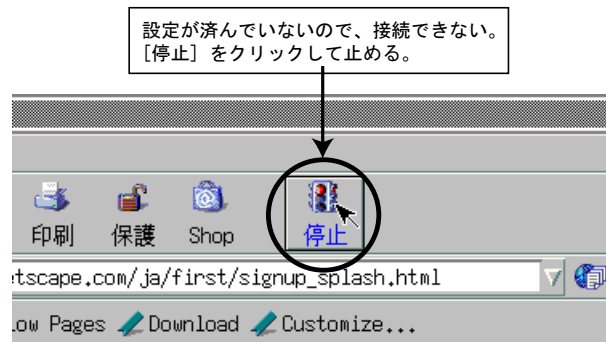 設定が済んでいないので、接続できない。
［停止］をクリックして止める。
印刷 保護 Shop 停止
etscape.com/ja/first/signup_splash.html
ow Pages Download Customize...